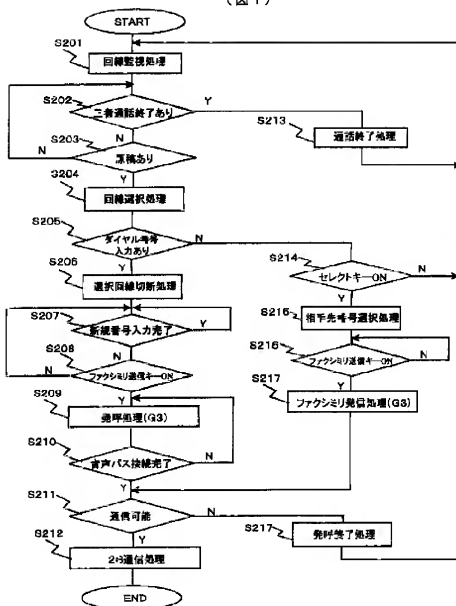 (図1)
START
S201
回線監視処理
S202
三者通話終了あり
Y
S213
通話終了処理
N
S203
原稿あり
N
Y
S204
回線選択処理
S205
ダイヤル番号
入力あり
N
Y
S206
選択回線切断処理
S214
セレクトキーON
N
Y
S207
新規番号入力完了
Y
S215
相手先番号選択処理
N
S208
ファクシミリ送信キーON
N
Y
S216
ファクシミリ送信キーON
N
Y
S209
発呼処理(G3)
S217
ファクシミリ発信処理(G3)
S210
音声パス接続完了
N
Y
S211
通信可能
N
Y
S217
発呼終了処理
S212
通信処理
END